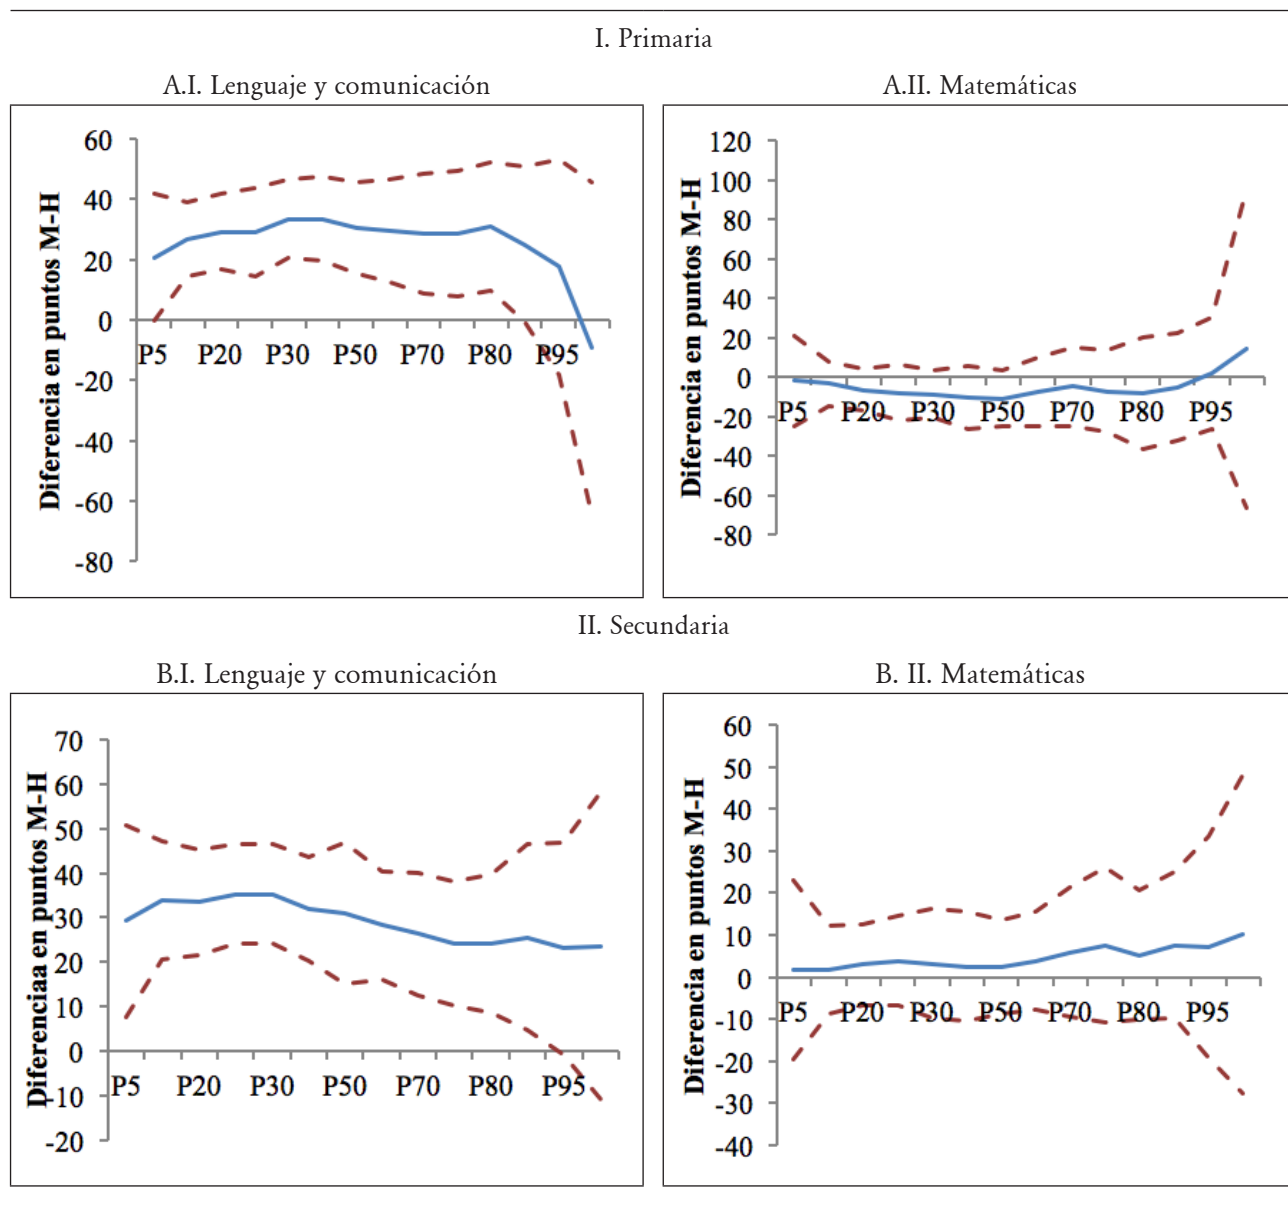 I. Primaria
A.I. Lenguaje y comunicación
Diferencia en puntos M-H
60
40
20
0
-20
-40
-60
-80
P5 P20 P30 P50 P70 P80 P95
A.II. Matemáticas
Diferencia en puntos M-H
120
100
80
60
40
20
0
-20
-40
-60
-80
P5 P20 P30 P50 P70 P80 P95
II. Secundaria
B.I. Lenguaje y comunicación
Diferenciaa en puntos M-H
70
60
50
40
30
20
10
0
-10
-20
P5 P20 P30 P50 P70 P80 P95
B. II. Matemáticas
Diferencia en puntos M-H
60
50
40
30
20
10
0
-10
-20
-30
-40
P5 P20 P30 P50 P70 P80 P95